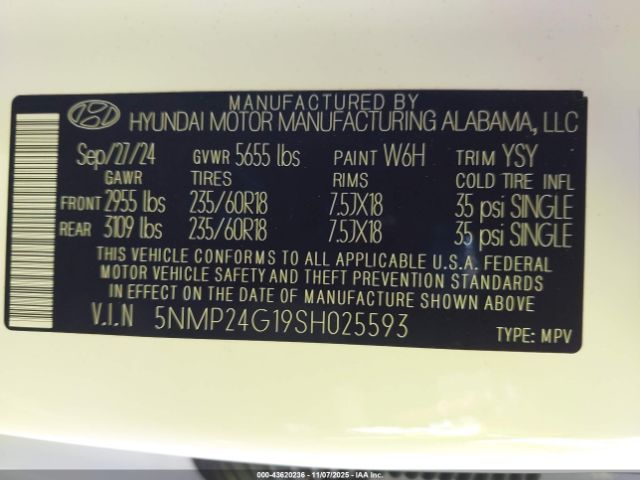 MANUFACTURED BY
HYUNDAI MOTOR MANUFACTURING ALABAMA, LLC
Sep/27/24 GVWR 5655 lbs PAINT W6H TRIM YSY
GAWR TIRES RIMS COLD TIRE INFL
FRONT 2955 lbs 235/60R18 7.5JX18 35 psi SINGLE
REAR 3109 lbs 235/60R18 7.5JX18 35 psi SINGLE
THIS VEHICLE CONFORMS TO ALL APPLICABLE U.S.A. FEDERAL
MOTOR VEHICLE SAFETY AND THEFT PREVENTION STANDARDS
IN EFFECT ON THE DATE OF MANUFACTURE SHOWN ABOVE.
V.I.N 5NMP24G19SH025593 TYPE: MPV
000-43620236 - 11/07/2025 - IAA Inc.